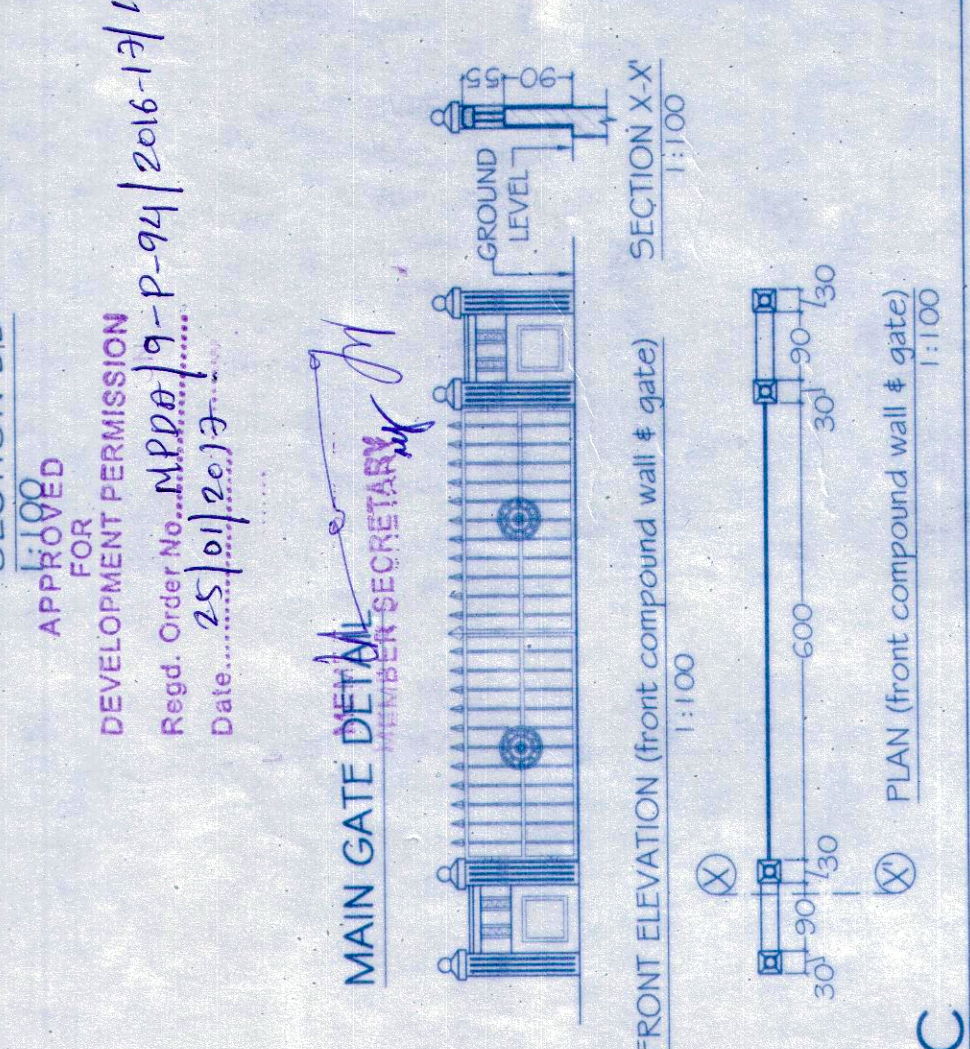 1:100
APPROVED
FOR
DEVELOPMENT PERMISSION
Regd. Order No. MPDA/9-P-94/2016-17/
Date 25/01/2017
MAIN GATE DETAIL
MEMBER SECRETARY
GROUND
LEVEL
90 55
SECTION X-X'
1:100
FRONT ELEVATION (front compound wall & gate)
1:100
X
30 90 30 600 30 90 30
X'
PLAN (front compound wall & gate)
1:100
C